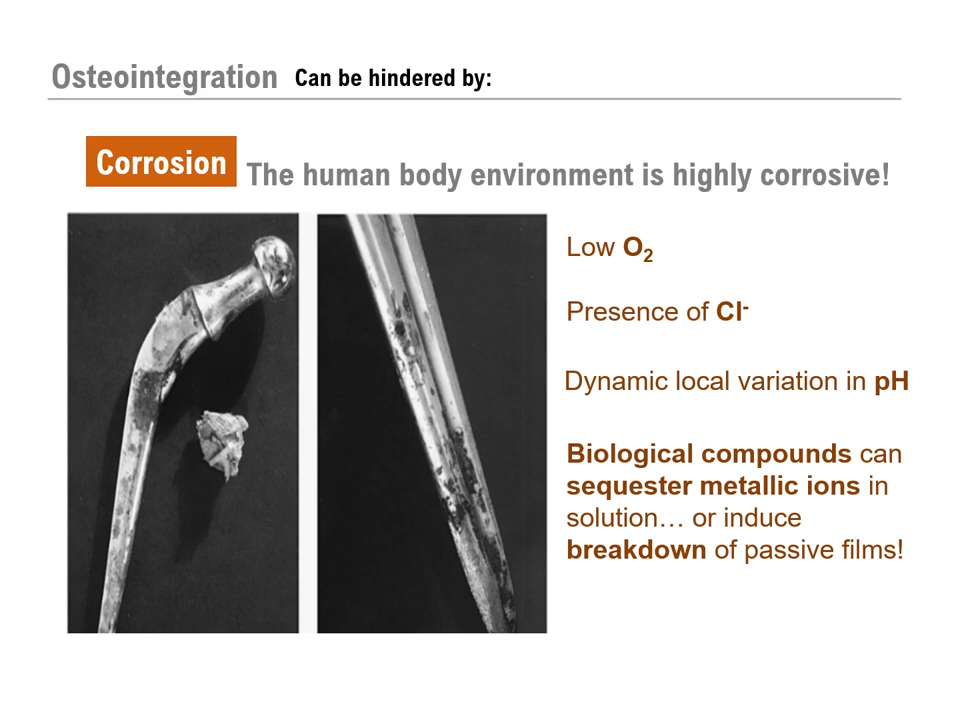 Osteointegration Can be hindered by:
Corrosion The human body environment is highly corrosive!
Low O₂
Presence of Cl⁻
Dynamic local variation in pH
Biological compounds can
sequester metallic ions in
solution… or induce
breakdown of passive films!